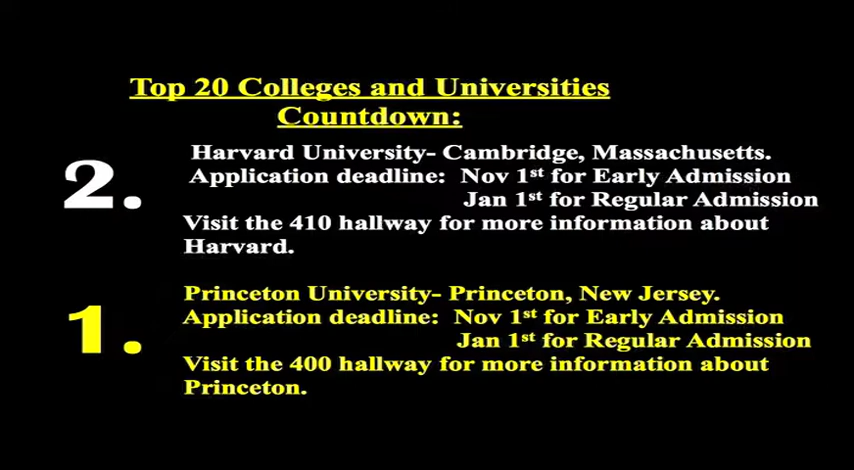 Top 20 Colleges and Universities
Countdown:
2.
Harvard University- Cambridge, Massachusetts.
Application deadline: Nov 1st for Early Admission
Jan 1st for Regular Admission
Visit the 410 hallway for more information about
Harvard.
1.
Princeton University- Princeton, New Jersey.
Application deadline: Nov 1st for Early Admission
Jan 1st for Regular Admission
Visit the 400 hallway for more information about
Princeton.